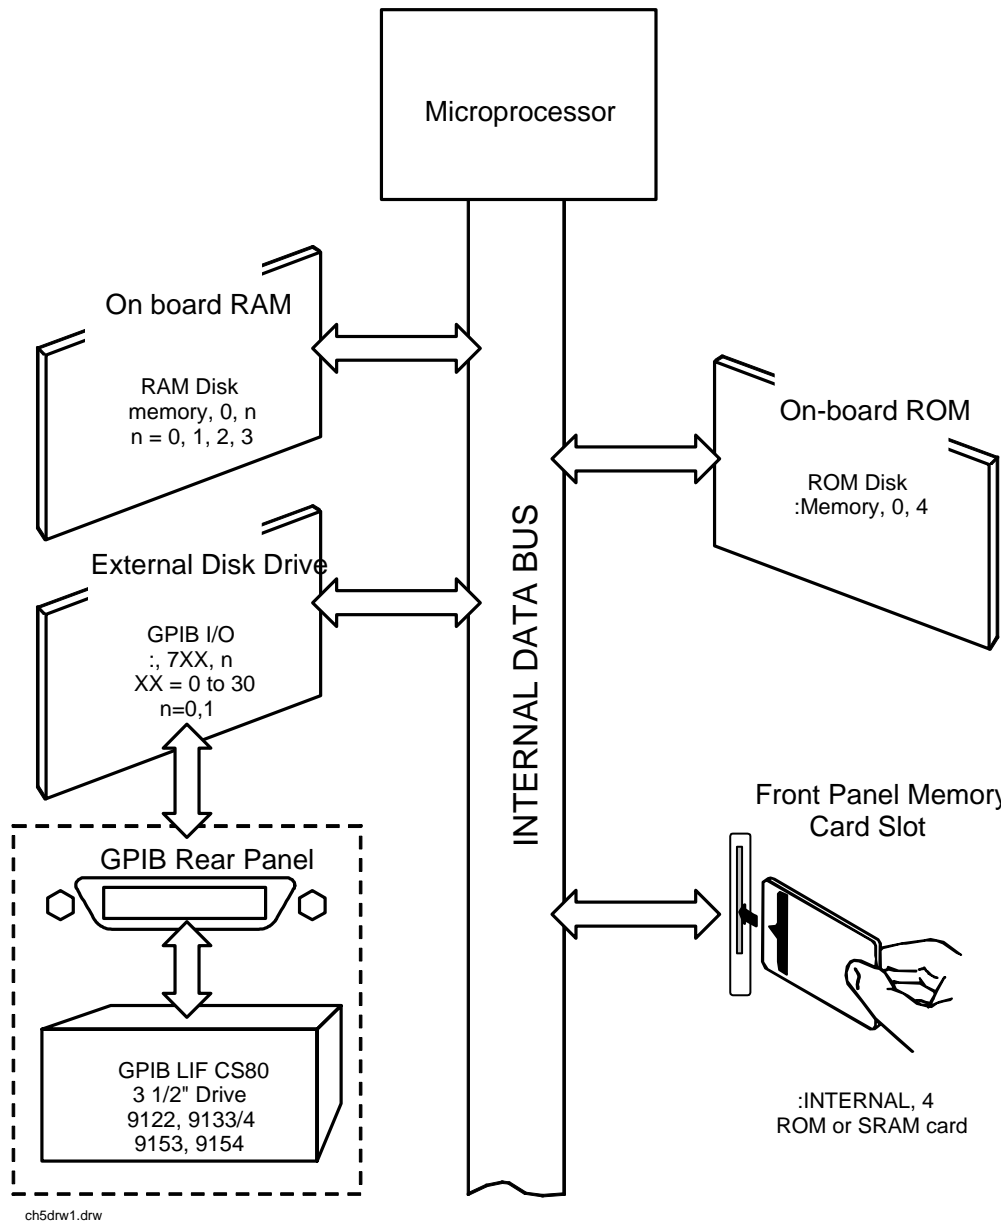 Microprocessor
On board RAM
RAM Disk
memory, 0, n
n = 0, 1, 2, 3
On-board ROM
ROM Disk
:Memory, 0, 4
External Disk Drive
GPIB I/O
:, 7XX, n
XX = 0 to 30
n=0,1
INTERNAL DATA BUS
Front Panel Memory
Card Slot
GPIB Rear Panel
GPIB LIF CS80
3 1/2" Drive
9122, 9133/4
9153, 9154
:INTERNAL, 4
ROM or SRAM card
ch5drw1.drw